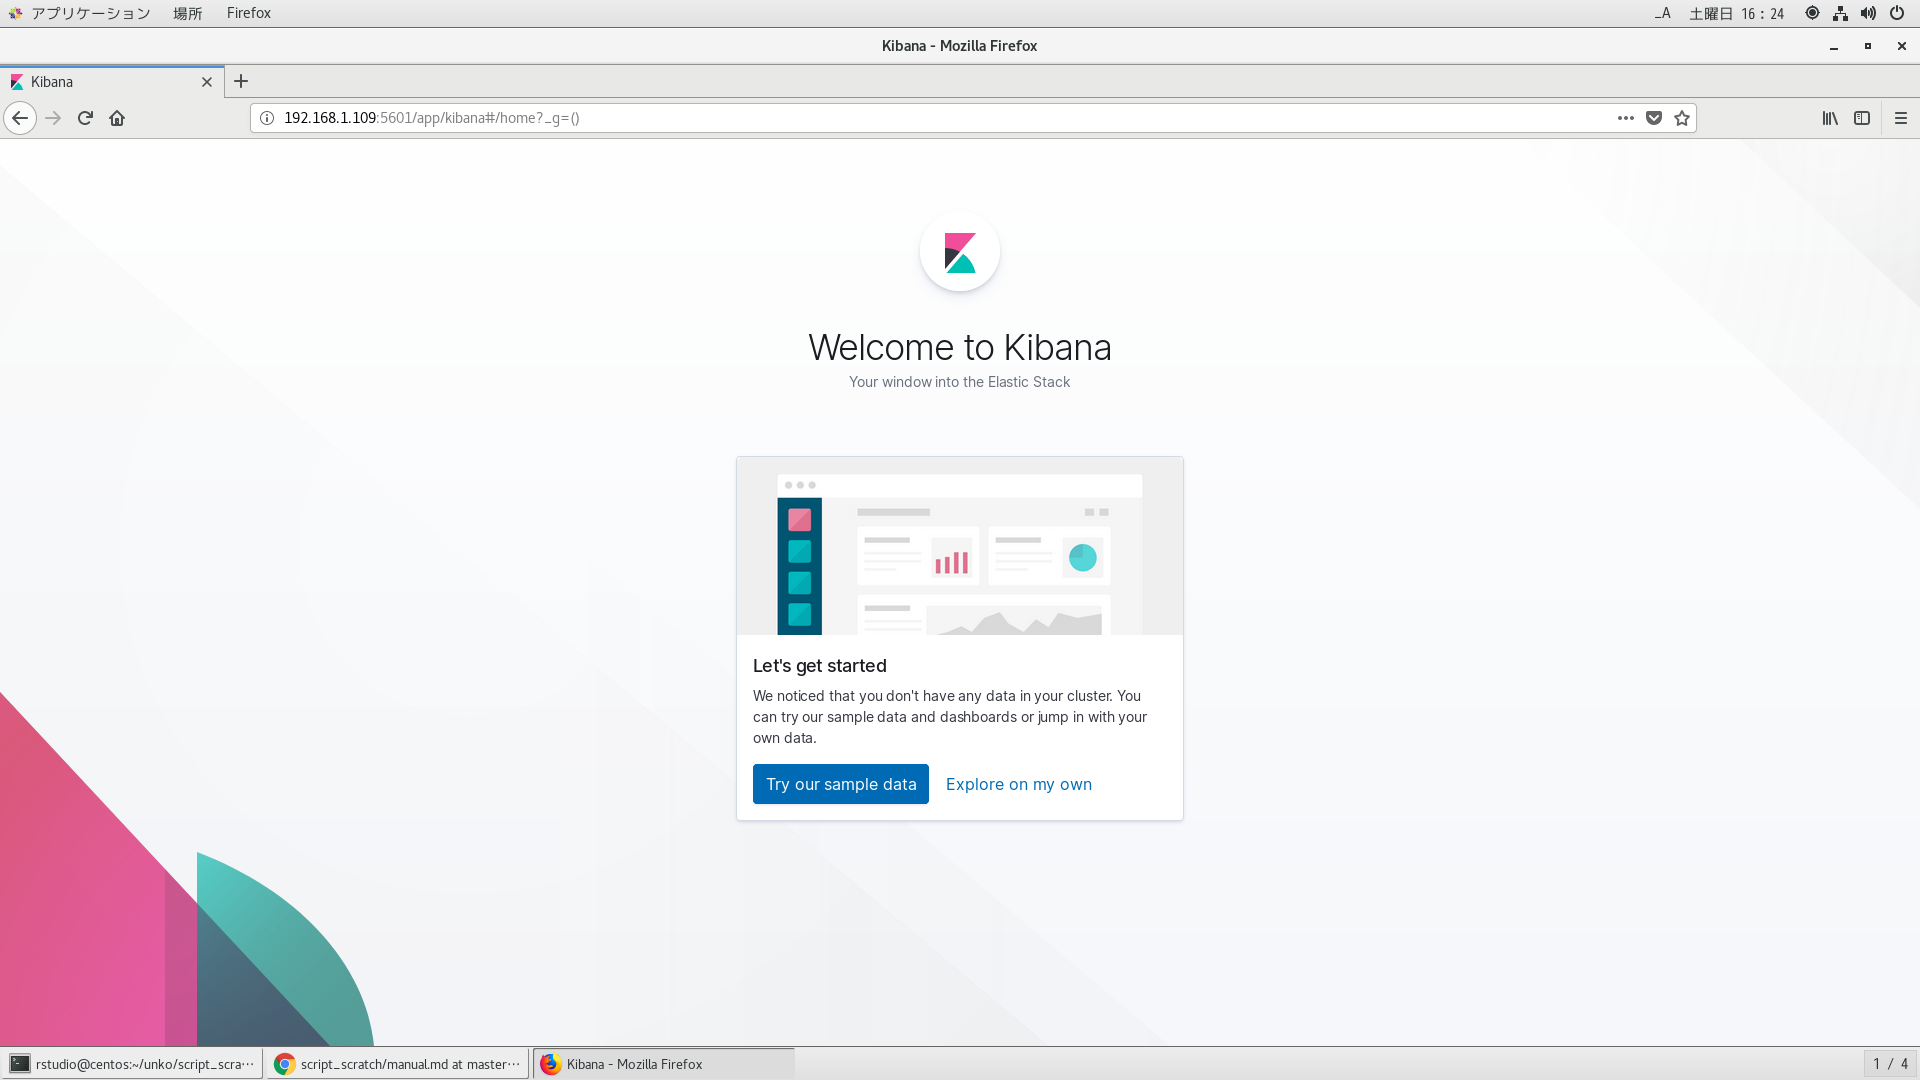 アプリケーション 場所 Firefox _A 土曜日 16:24
Kibana - Mozilla Firefox
Kibana
192.168.1.109:5601/app/kibana#/home?_g=()
Welcome to Kibana
Your window into the Elastic Stack
Let's get started
We noticed that you don't have any data in your cluster. You
can try our sample data and dashboards or jump in with your
own data.
Try our sample data Explore on my own
rstudio@centos:~/unko/script_scra… script_scratch/manual.md at master… Kibana - Mozilla Firefox 1 / 4